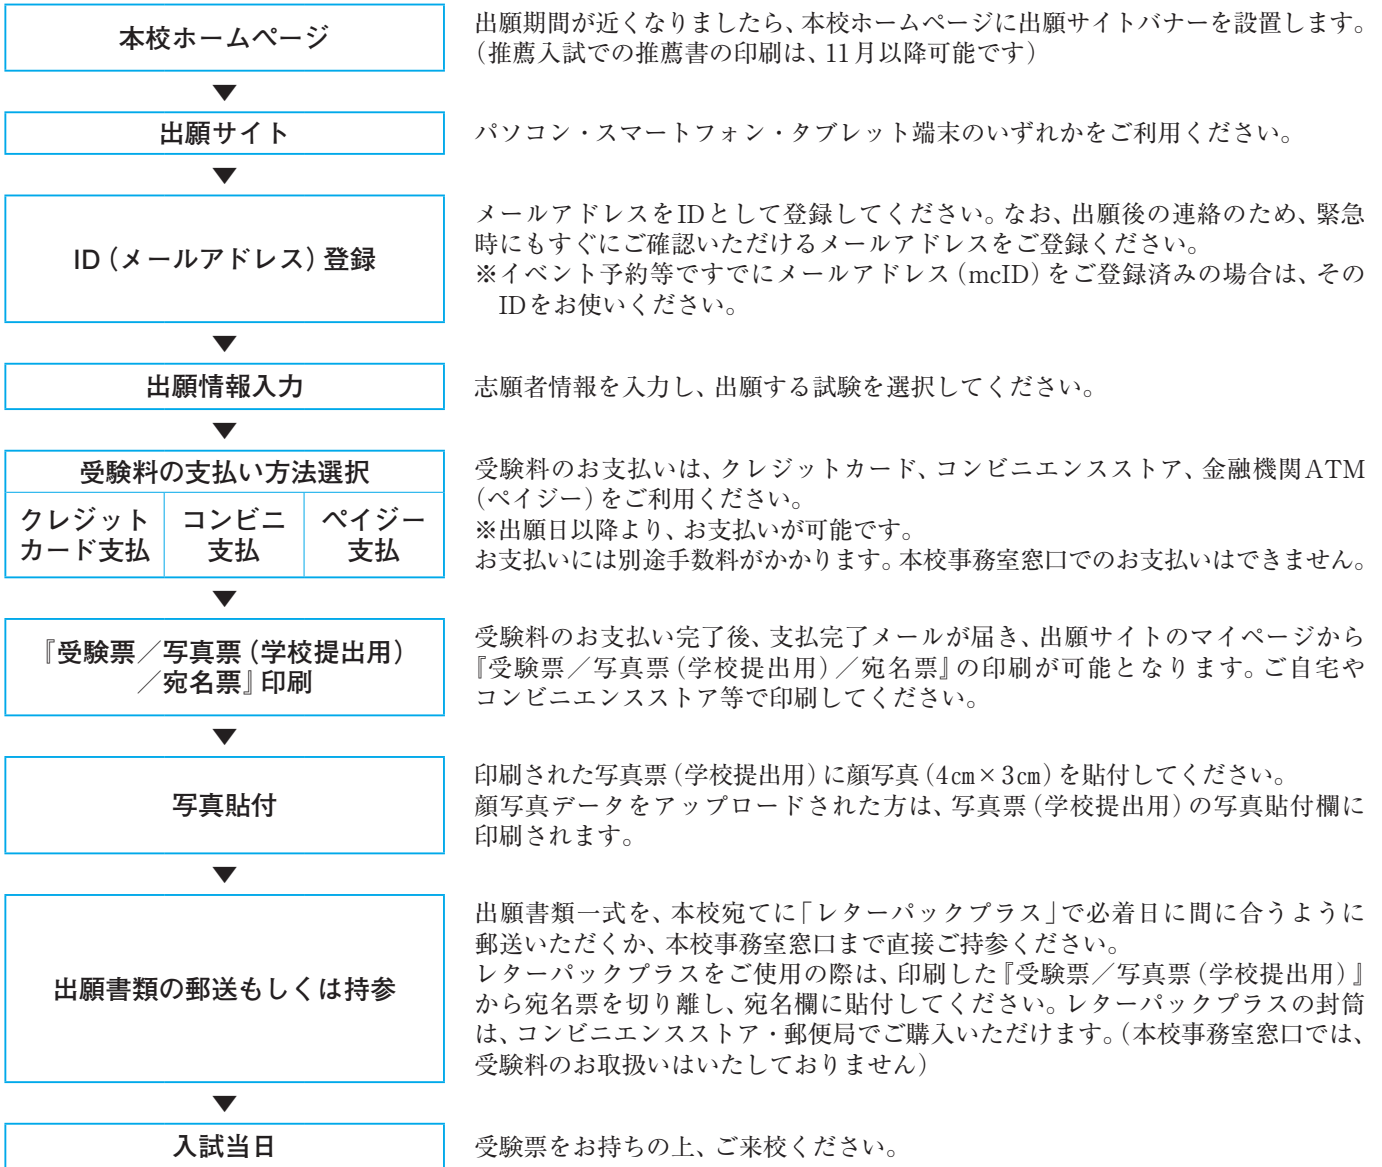 本校ホームページ
出願期間が近くなりましたら、本校ホームページに出願サイトバナーを設置します。
（推薦入試での推薦書の印刷は、11月以降可能です）
▼
出願サイト
パソコン・スマートフォン・タブレット端末のいずれかをご利用ください。
▼
ID（メールアドレス）登録
メールアドレスをIDとして登録してください。なお、出願後の連絡のため、緊急
時にもすぐにご確認いただけるメールアドレスをご登録ください。
※イベント予約等ですでにメールアドレス（mcID）をご登録済みの場合は、その
IDをお使いください。
▼
出願情報入力
志願者情報を入力し、出願する試験を選択してください。
▼
受験料の支払い方法選択
クレジット
カード支払
コンビニ
支払
ペイジー
支払
受験料のお支払いは、クレジットカード、コンビニエンスストア、金融機関ATM
（ペイジー）をご利用ください。
※出願日以降より、お支払いが可能です。
お支払いには別途手数料がかかります。本校事務室窓口でのお支払いはできません。
▼
『受験票／写真票（学校提出用）
／宛名票』印刷
受験料のお支払い完了後、支払完了メールが届き、出願サイトのマイページから
『受験票／写真票（学校提出用）／宛名票』の印刷が可能となります。ご自宅や
コンビニエンスストア等で印刷してください。
▼
写真貼付
印刷された写真票（学校提出用）に顔写真（4㎝×3㎝）を貼付してください。
顔写真データをアップロードされた方は、写真票（学校提出用）の写真貼付欄に
印刷されます。
▼
出願書類の郵送もしくは持参
出願書類一式を、本校宛てに「レターパックプラス」で必着日に間に合うように
郵送いただくか、本校事務室窓口まで直接ご持参ください。
レターパックプラスをご使用の際は、印刷した『受験票／写真票（学校提出用）』
から宛名票を切り離し、宛名欄に貼付してください。レターパックプラスの封筒
は、コンビニエンスストア・郵便局でご購入いただけます。（本校事務室窓口では、
受験料のお取扱いはいたしておりません）
▼
入試当日
受験票をお持ちの上、ご来校ください。